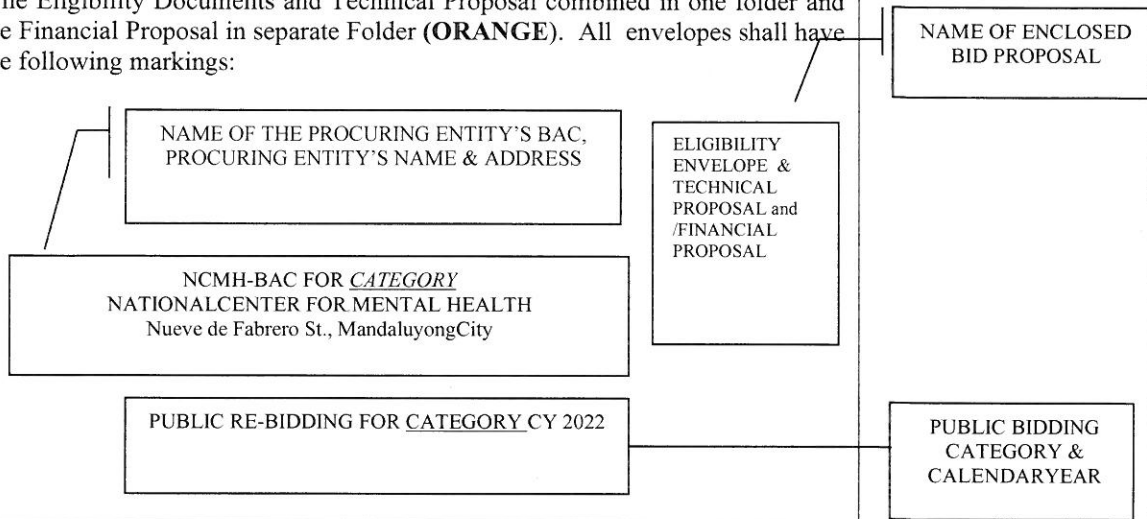 he Eligibility Documents and Technical Proposal combined in one folder and
e Financial Proposal in separate Folder (ORANGE). All envelopes shall have
e following markings:
NAME OF ENCLOSED
BID PROPOSAL
NAME OF THE PROCURING ENTITY'S BAC,
PROCURING ENTITY'S NAME & ADDRESS
ELIGIBILITY
ENVELOPE &
TECHNICAL
PROPOSAL and
/FINANCIAL
PROPOSAL
NCMH-BAC FOR CATEGORY
NATIONALCENTER FOR MENTAL HEALTH
Nueve de Fabrero St., MandaluyongCity
PUBLIC RE-BIDDING FOR CATEGORY CY 2022
PUBLIC BIDDING
CATEGORY &
CALENDARYEAR